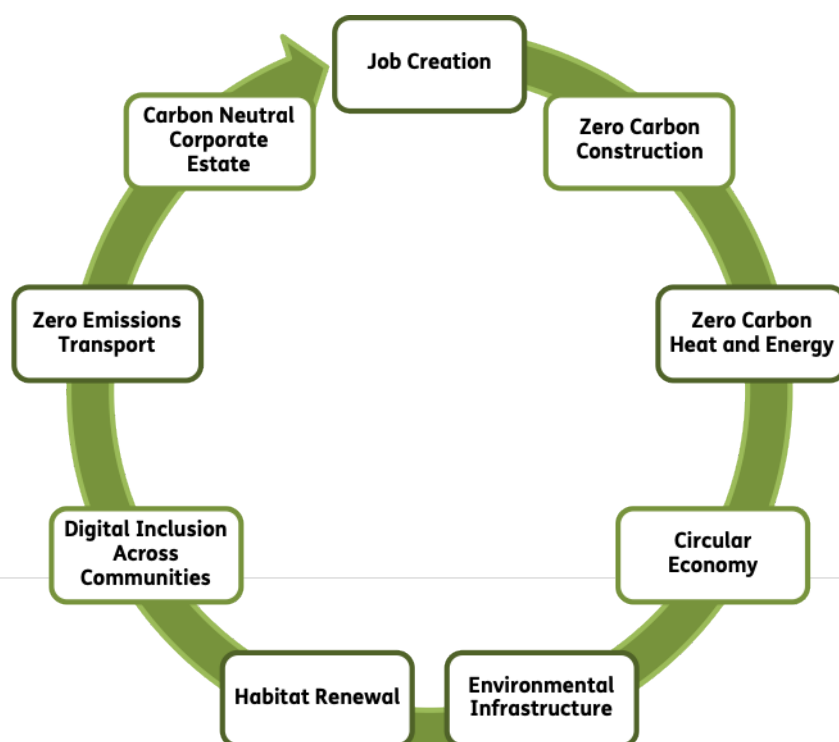 Job Creation
Zero Carbon
Construction
Zero Carbon
Heat and Energy
Circular
Economy
Environmental
Infrastructure
Habitat Renewal
Digital Inclusion
Across
Communities
Zero Emissions
Transport
Carbon Neutral
Corporate
Estate